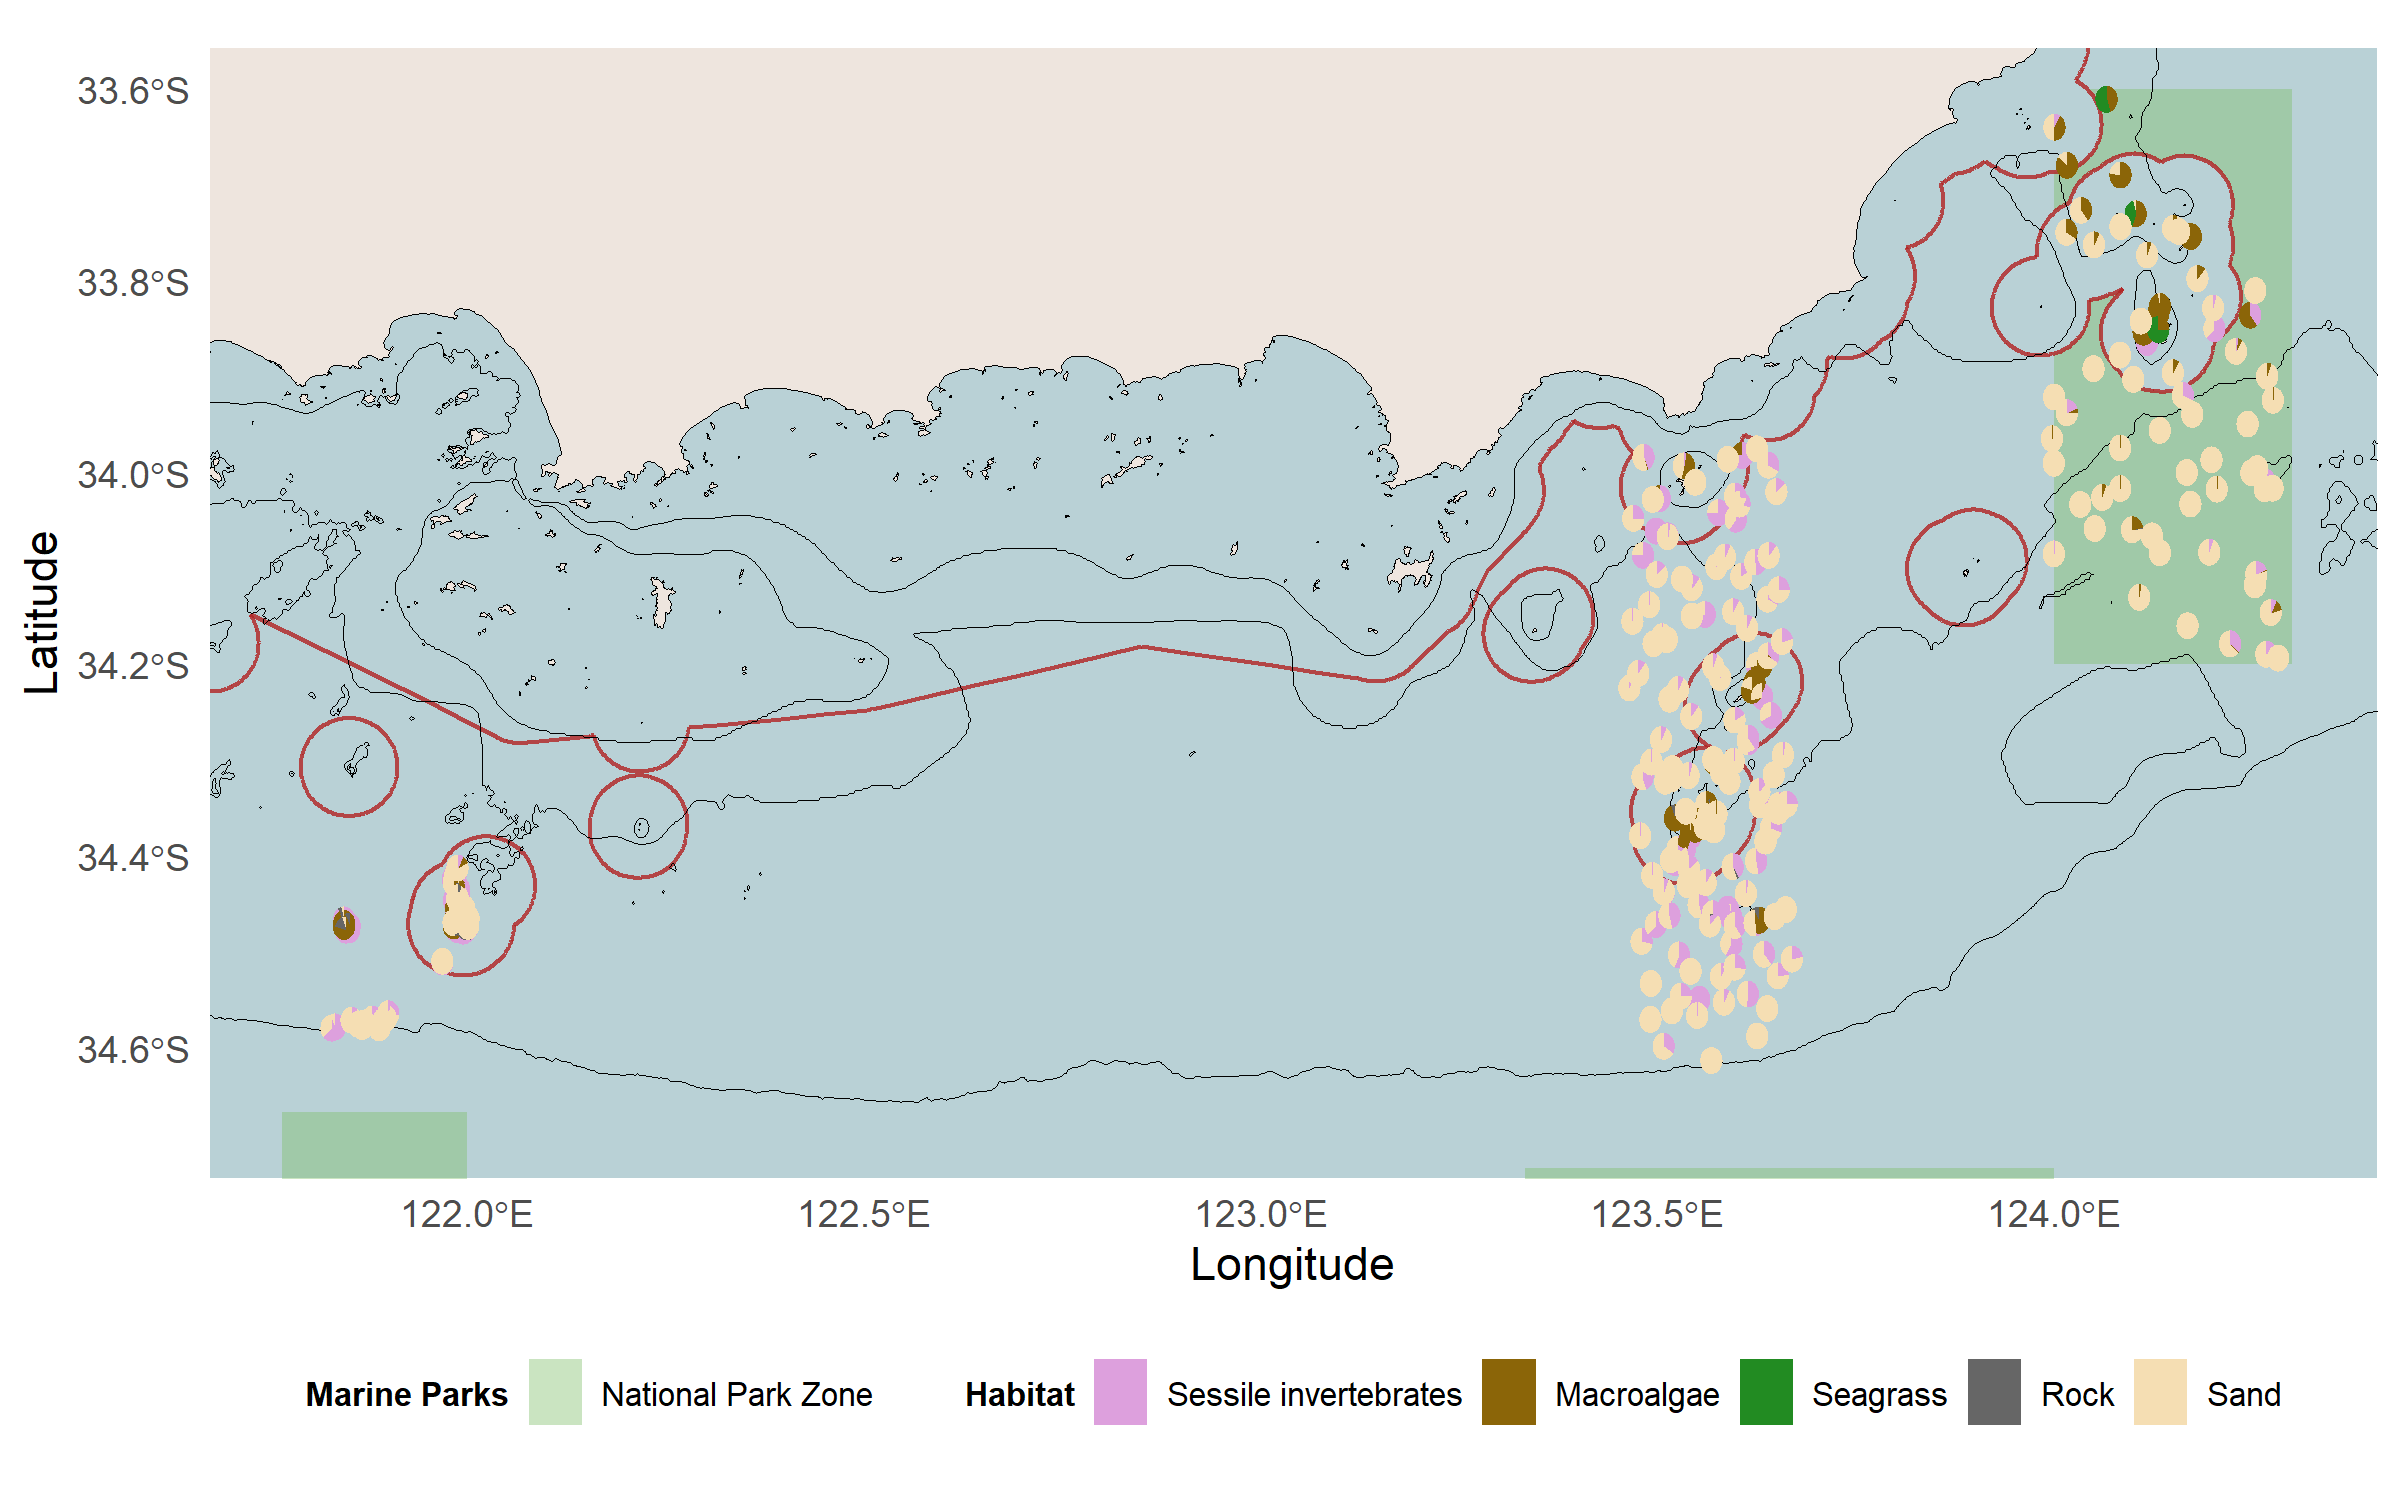 33.6°S
33.8°S
34.0°S
34.2°S
34.4°S
34.6°S
Latitude
122.0°E 122.5°E 123.0°E 123.5°E 124.0°E
Longitude
Marine Parks National Park Zone Habitat Sessile invertebrates Macroalgae Seagrass Rock Sand